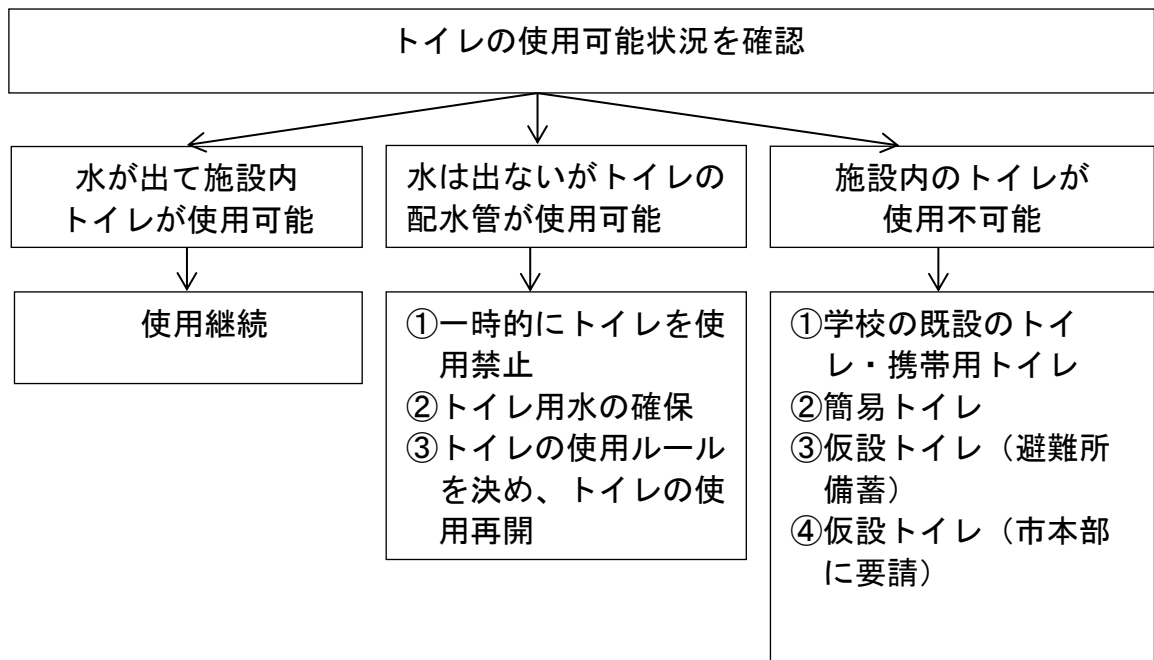 トイレの使用可能状況を確認
水が出て施設内
トイレが使用可能
水は出ないがトイレの
配水管が使用可能
施設内のトイレが
使用不可能
使用継続
①一時的にトイレを使
用禁止
②トイレ用水の確保
③トイレの使用ルール
を決め、トイレの使
用再開
①学校の既設のトイ
レ・携帯用トイレ
②簡易トイレ
③仮設トイレ（避難所
備蓄）
④仮設トイレ（市本部
に要請）